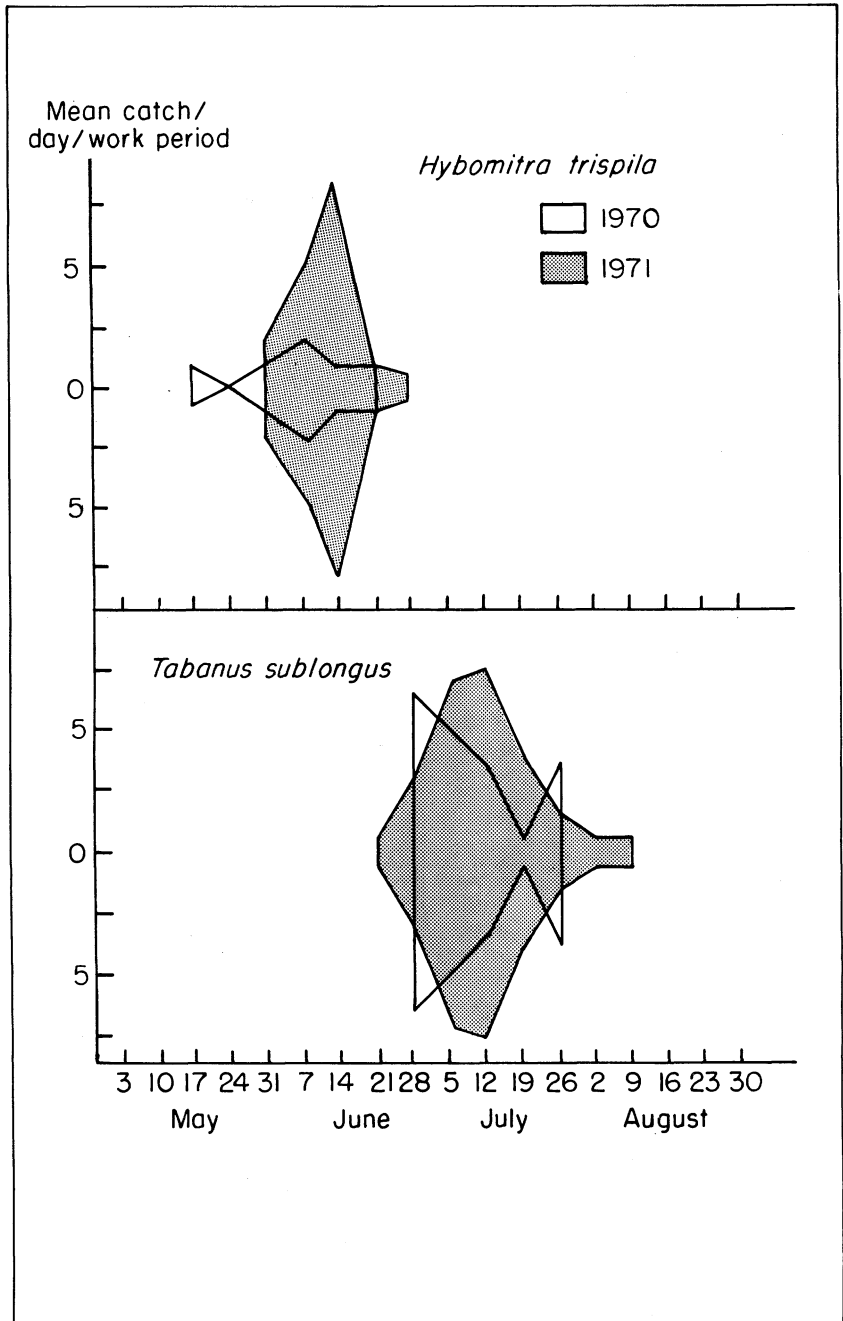 Mean catch/
day/work period
Hybomitra trispila
1970
1971
5
0
5
Tabanus sublongus
5
0
5
3 10 17 24 31 7 14 21 28 5 12 19 26 2 9 16 23 30
May June July August